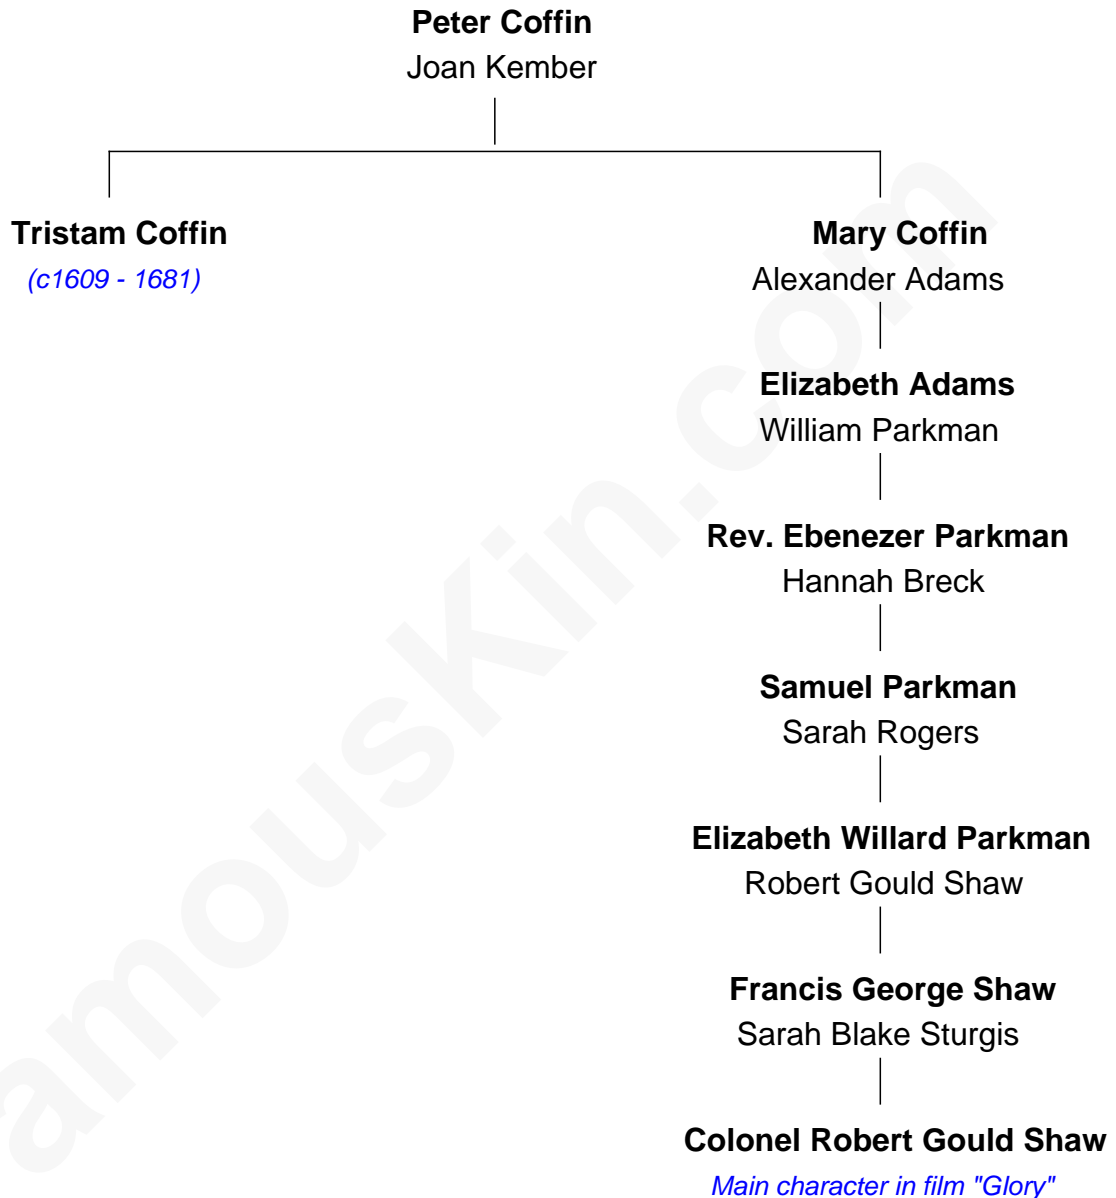 Peter Coffin
Joan Kember
Tristam Coffin
(c1609 - 1681)
Mary Coffin
Alexander Adams
Elizabeth Adams
William Parkman
Rev. Ebenezer Parkman
Hannah Breck
Samuel Parkman
Sarah Rogers
Elizabeth Willard Parkman
Robert Gould Shaw
Francis George Shaw
Sarah Blake Sturgis
Colonel Robert Gould Shaw
Main character in film "Glory"
amousKin.com